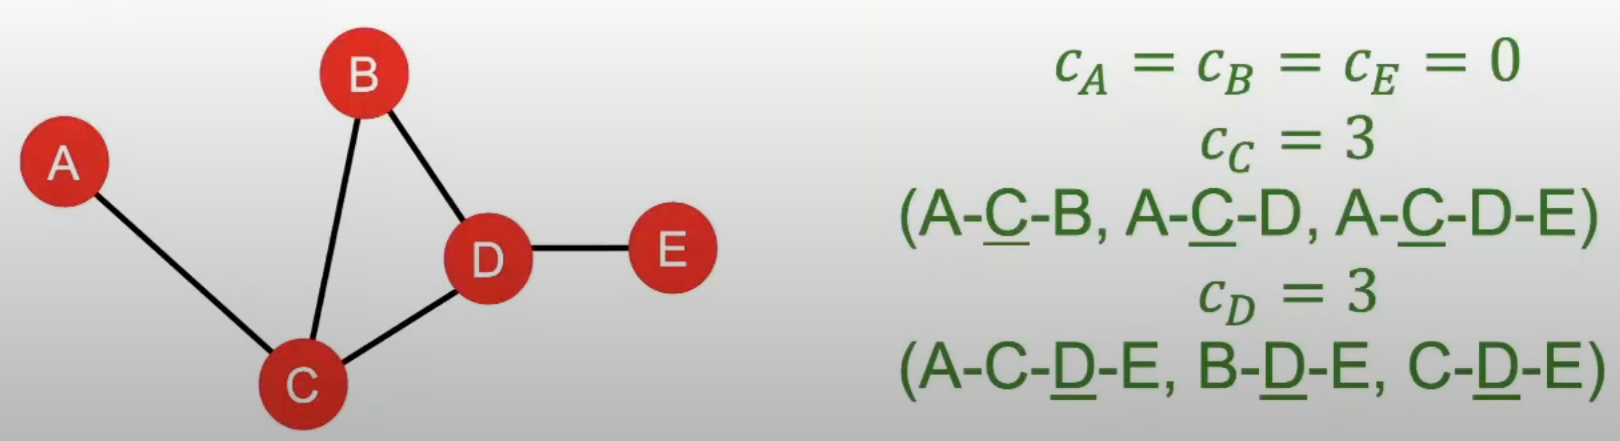 B
A
D
E
C
c_A = c_B = c_E = 0
c_C = 3
(A-C-B, A-C-D, A-C-D-E)
c_D = 3
(A-C-D-E, B-D-E, C-D-E)